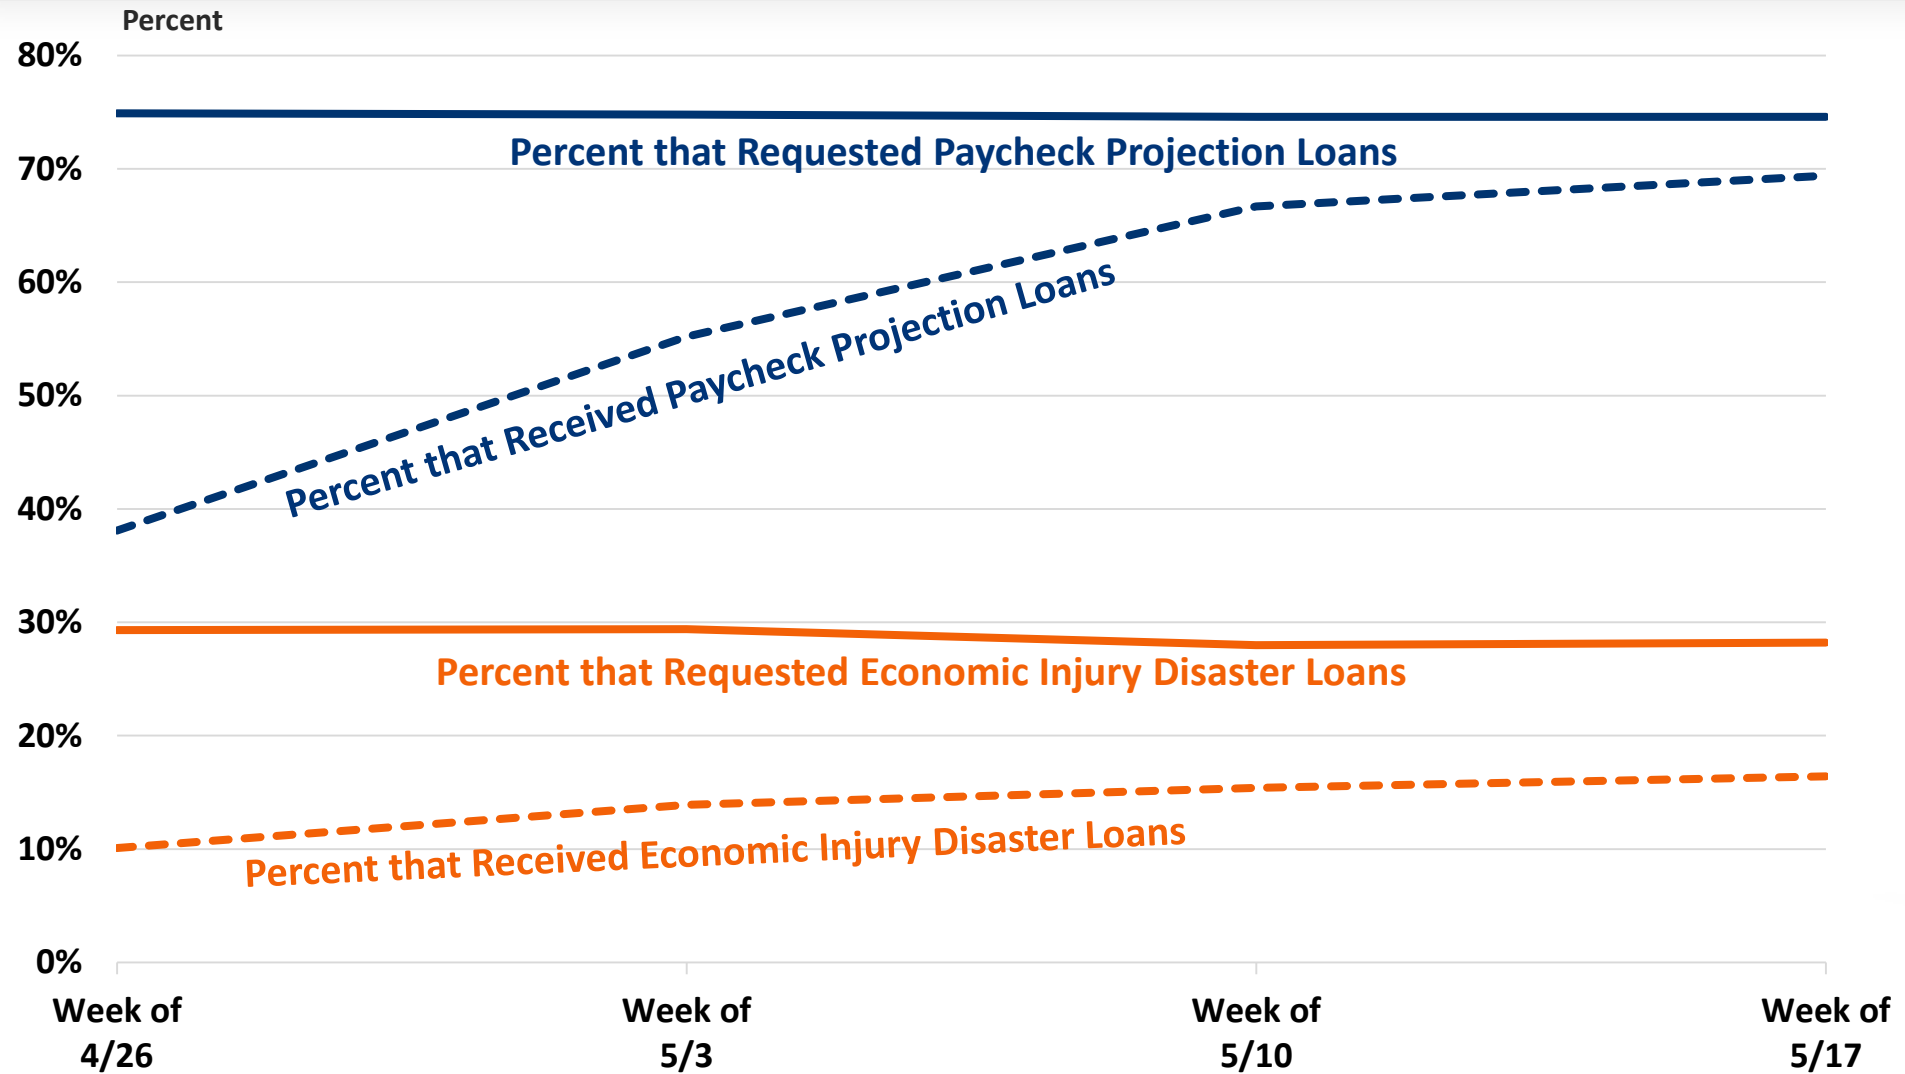 Percent
80%
Percent that Requested Paycheck Projection Loans
70%
60%
Percent that Received Paycheck Projection Loans
50%
40%
30%
Percent that Requested Economic Injury Disaster Loans
20%
10%
Percent that Received Economic Injury Disaster Loans
0%
Week of
4/26
Week of
5/3
Week of
5/10
Week of
5/17